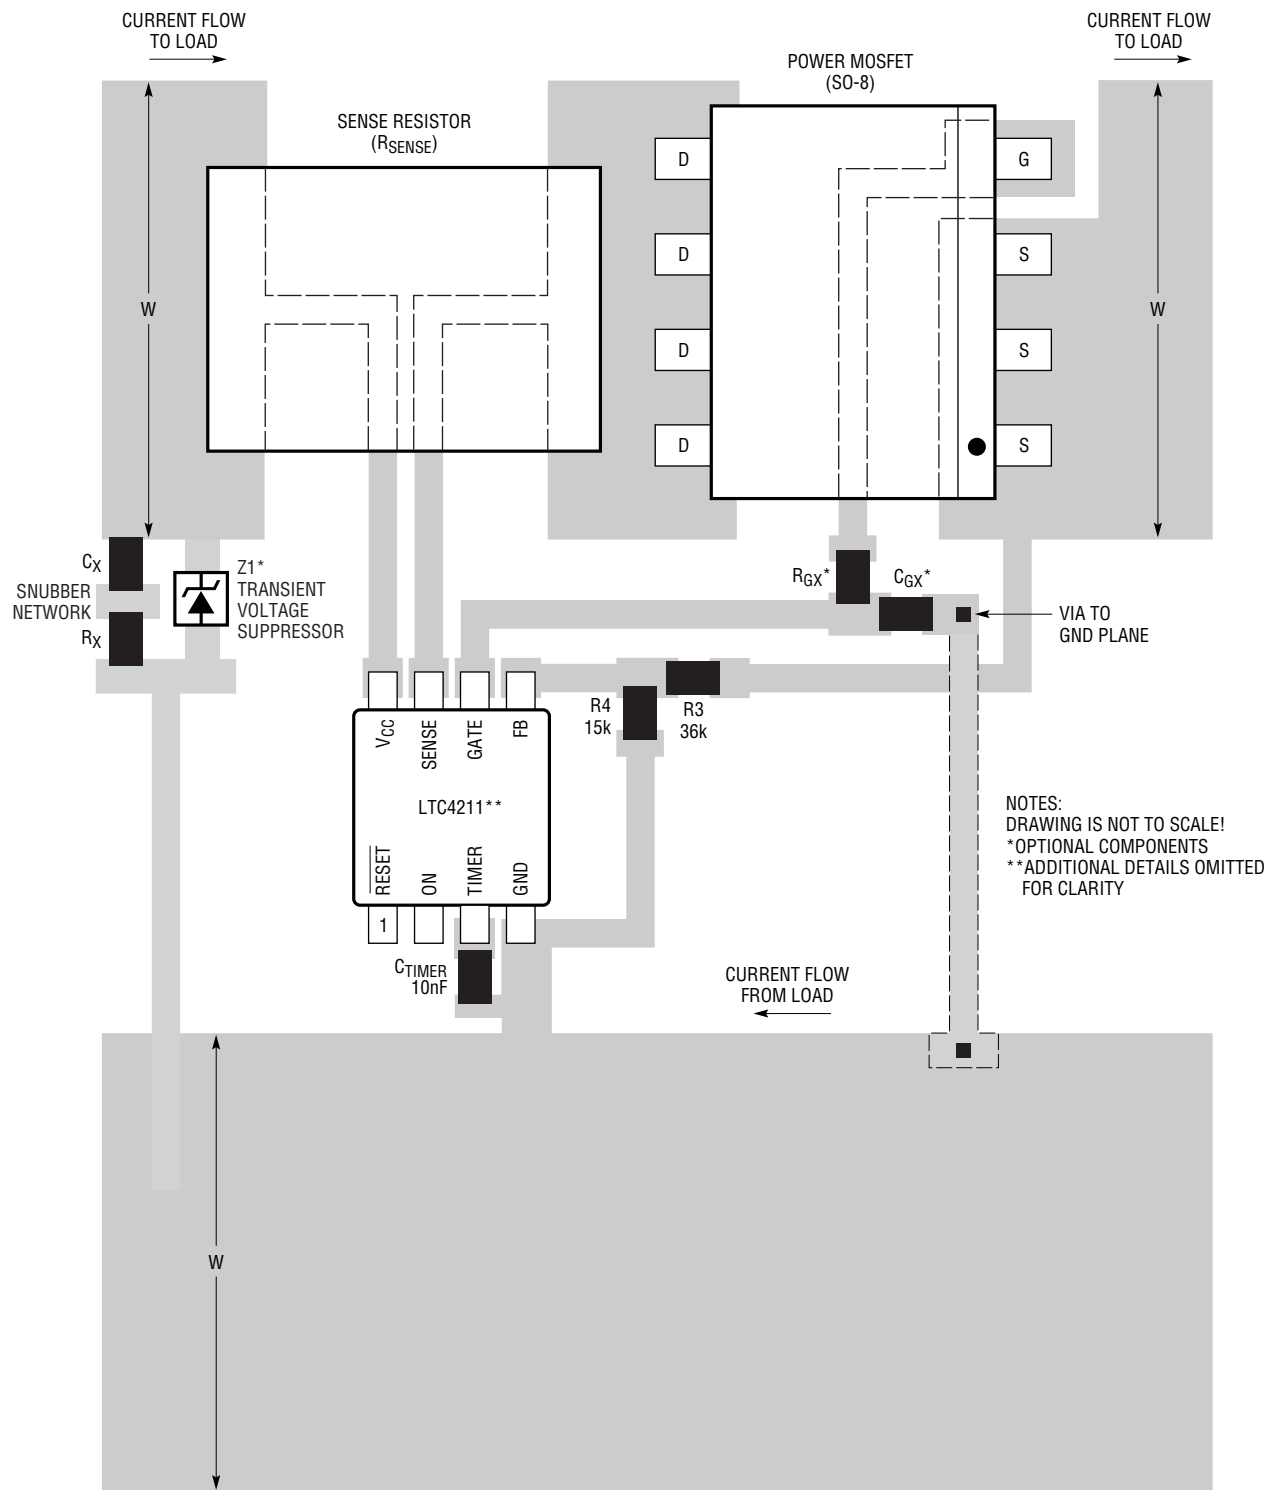 CURRENT FLOW
TO LOAD
CURRENT FLOW
TO LOAD
POWER MOSFET
(SO-8)
SENSE RESISTOR
(RSENSE)
D
G
D
S
W
W
D
S
D
S
CX
SNUBBER
NETWORK
RX
Z1*
TRANSIENT
VOLTAGE
SUPPRESSOR
RGX*
CGX*
VIA TO
GND PLANE
R4
15k
R3
36k
VCC
SENSE
GATE
FB
LTC4211**
RESET
ON
TIMER
GND
1
NOTES:
DRAWING IS NOT TO SCALE!
*OPTIONAL COMPONENTS
**ADDITIONAL DETAILS OMITTED
FOR CLARITY
CTIMER
10nF
CURRENT FLOW
FROM LOAD
W